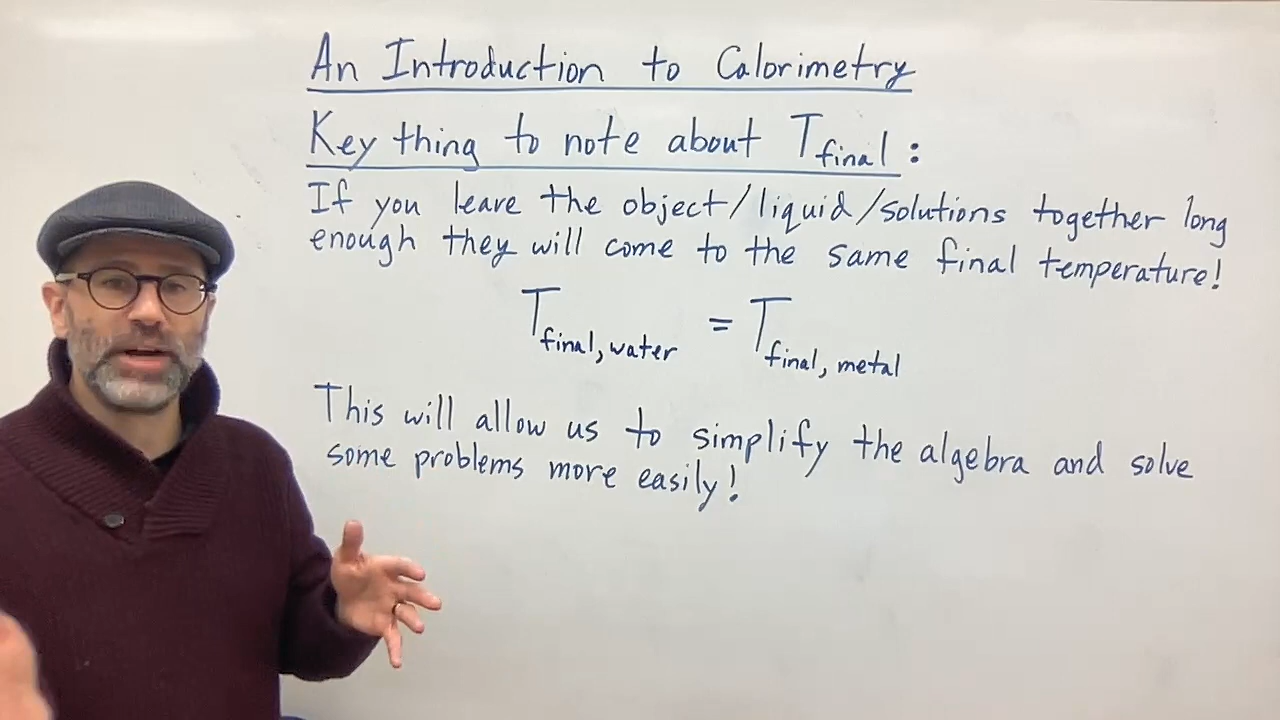 An Introduction to Calorimetry
Key thing to note about Tfinal:
If you leave the object/liquid/solutions together long
enough they will come to the same final temperature!
Tfinal, water = Tfinal, metal
This will allow us to simplify the algebra and solve
some problems more easily!